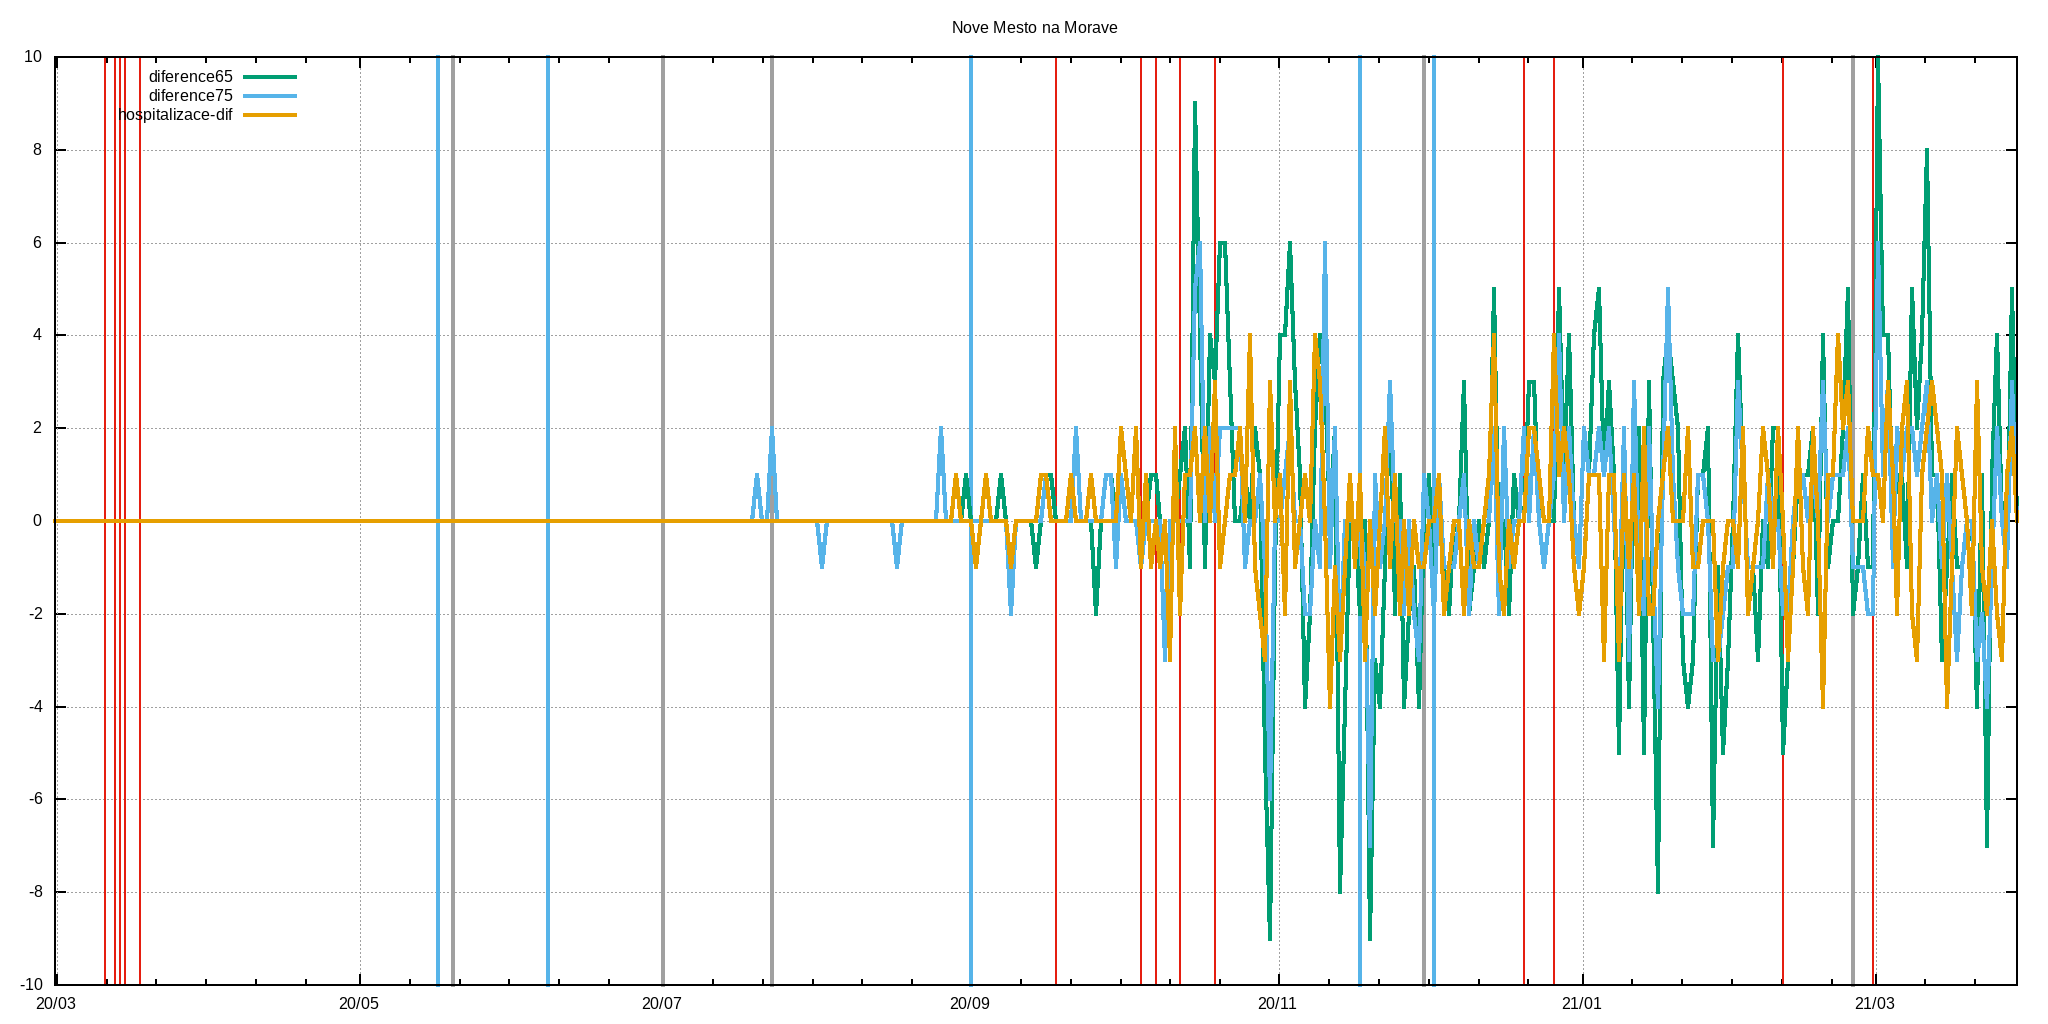 Nove Mesto na Morave
diference65
diference75
hospitalizace-dif
10
8
6
4
2
0
-2
-4
-6
-8
-10
20/03 20/05 20/07 20/09 20/11 21/01 21/03